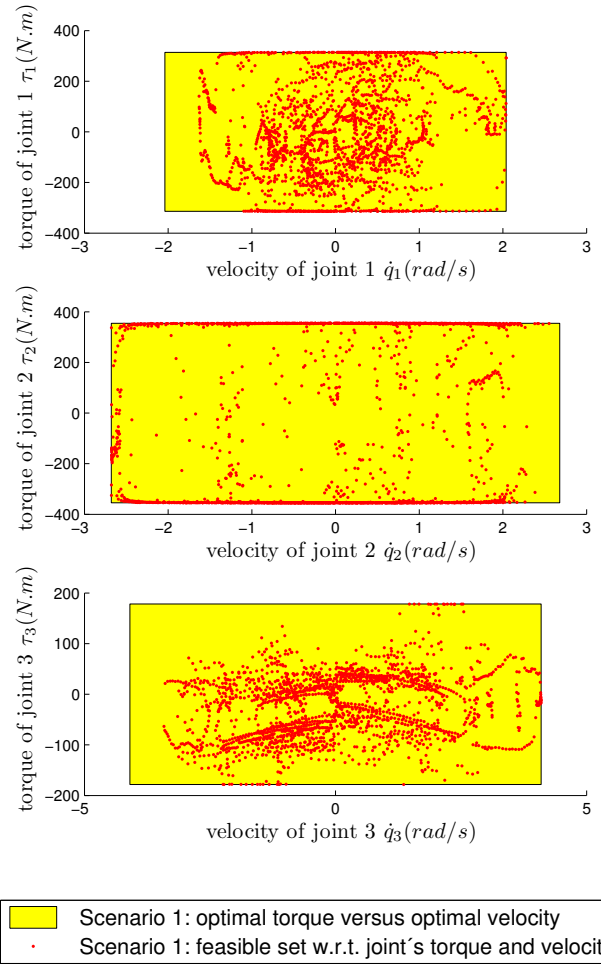 400
200
0
−200
−400
torque of joint 1 τ1(N.m)
−3 −2 −1 0 1 2 3
velocity of joint 1 q̇1(rad/s)
400
200
0
−200
−400
torque of joint 2 τ2(N.m)
−3 −2 −1 0 1 2 3
velocity of joint 2 q̇2(rad/s)
200
100
0
−100
−200
torque of joint 3 τ3(N.m)
−5 0 5
velocity of joint 3 q̇3(rad/s)
Scenario 1: optimal torque versus optimal velocity
Scenario 1: feasible set w.r.t. joint´s torque and velocit